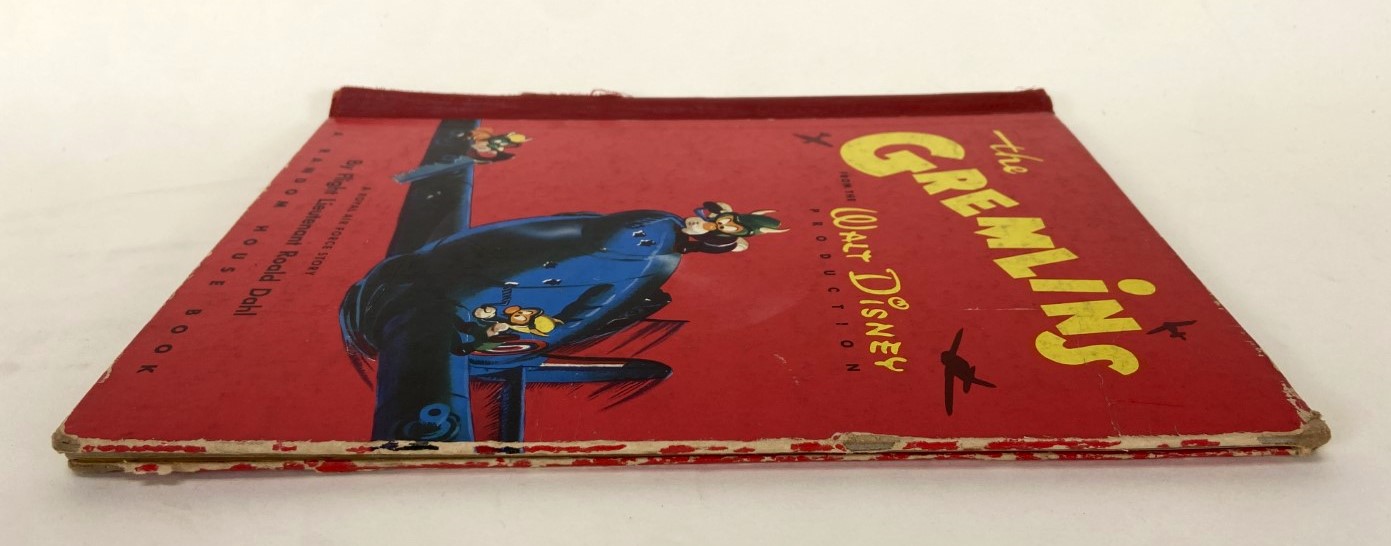 the
GREMLINS
FROM THE
WALT DISNEY
PRODUCTION
A ROYAL AIR FORCE STORY
By Flight Lieutenant Roald Dahl
A RANDOM HOUSE BOOK